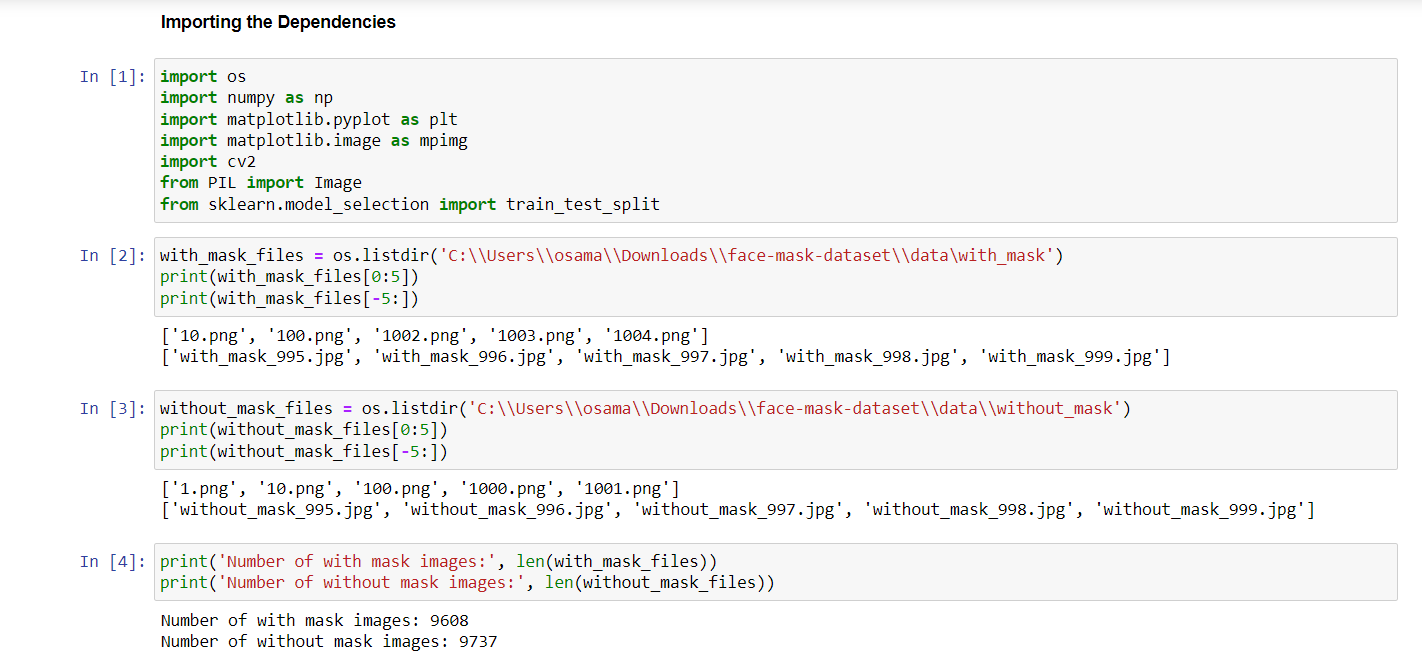 Importing the Dependencies
In [1]: import os
import numpy as np
import matplotlib.pyplot as plt
import matplotlib.image as mpimg
import cv2
from PIL import Image
from sklearn.model_selection import train_test_split
In [2]: with_mask_files = os.listdir('C:\\Users\\osama\\Downloads\\face-mask-dataset\\data\with_mask')
print(with_mask_files[0:5])
print(with_mask_files[-5:])
['10.png', '100.png', '1002.png', '1003.png', '1004.png']
['with_mask_995.jpg', 'with_mask_996.jpg', 'with_mask_997.jpg', 'with_mask_998.jpg', 'with_mask_999.jpg']
In [3]: without_mask_files = os.listdir('C:\\Users\\osama\\Downloads\\face-mask-dataset\\data\\without_mask')
print(without_mask_files[0:5])
print(without_mask_files[-5:])
['1.png', '10.png', '100.png', '1000.png', '1001.png']
['without_mask_995.jpg', 'without_mask_996.jpg', 'without_mask_997.jpg', 'without_mask_998.jpg', 'without_mask_999.jpg']
In [4]: print('Number of with mask images:', len(with_mask_files))
print('Number of without mask images:', len(without_mask_files))
Number of with mask images: 9608
Number of without mask images: 9737